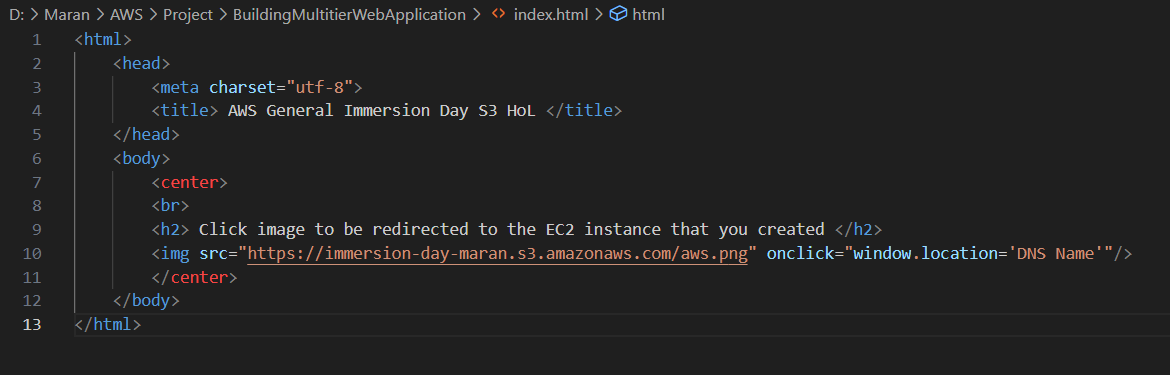 D: > Maran > AWS > Project > BuildingMultitierWebApplication > <> index.html > html
1 <html>
2 <head>
3 <meta charset="utf-8">
4 <title> AWS General Immersion Day S3 HoL </title>
5 </head>
6 <body>
7 <center>
8 <br>
9 <h2> Click image to be redirected to the EC2 instance that you created </h2>
10 <img src="https://immersion-day-maran.s3.amazonaws.com/aws.png" onclick="window.location='DNS Name'"/>
11 </center>
12 </body>
13 </html>